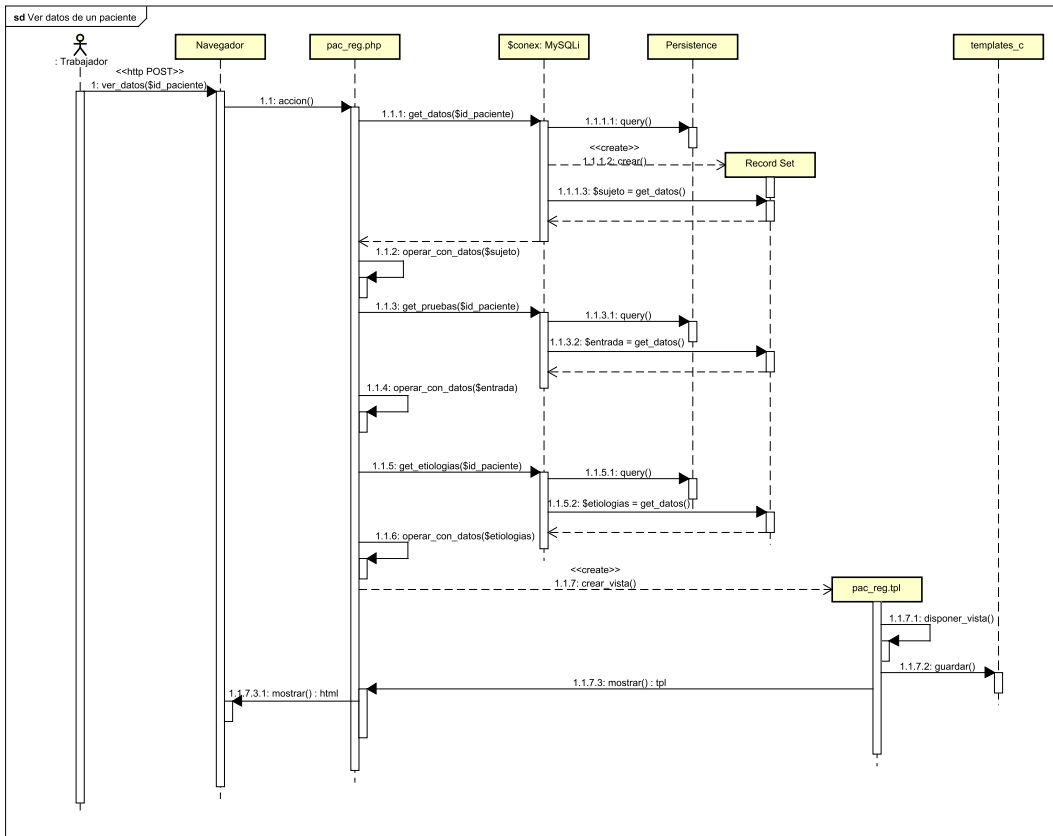 sd Ver datos de un paciente
: Trabajador
Navegador
pac_reg.php
$conex: MySQLi
Persistence
templates_c
<<http POST>>
1: ver_datos($id_paciente)
1.1: accion()
1.1.1: get_datos($id_paciente)
1.1.1.1: query()
<<create>>
1.1.1.2: crear()
Record Set
1.1.1.3: $sujeto = get_datos()
1.1.2: operar_con_datos($sujeto)
1.1.3: get_pruebas($id_paciente)
1.1.3.1: query()
1.1.3.2: $entrada = get_datos()
1.1.4: operar_con_datos($entrada)
1.1.5: get_etiologias($id_paciente)
1.1.5.1: query()
1.1.5.2: $etiologias = get_datos()
1.1.6: operar_con_datos($etiologias)
<<create>>
1.1.7: crear_vista()
pac_reg.tpl
1.1.7.1: disponer_vista()
1.1.7.2: guardar()
1.1.7.3: mostrar() : tpl
1.1.7.3.1: mostrar() : html